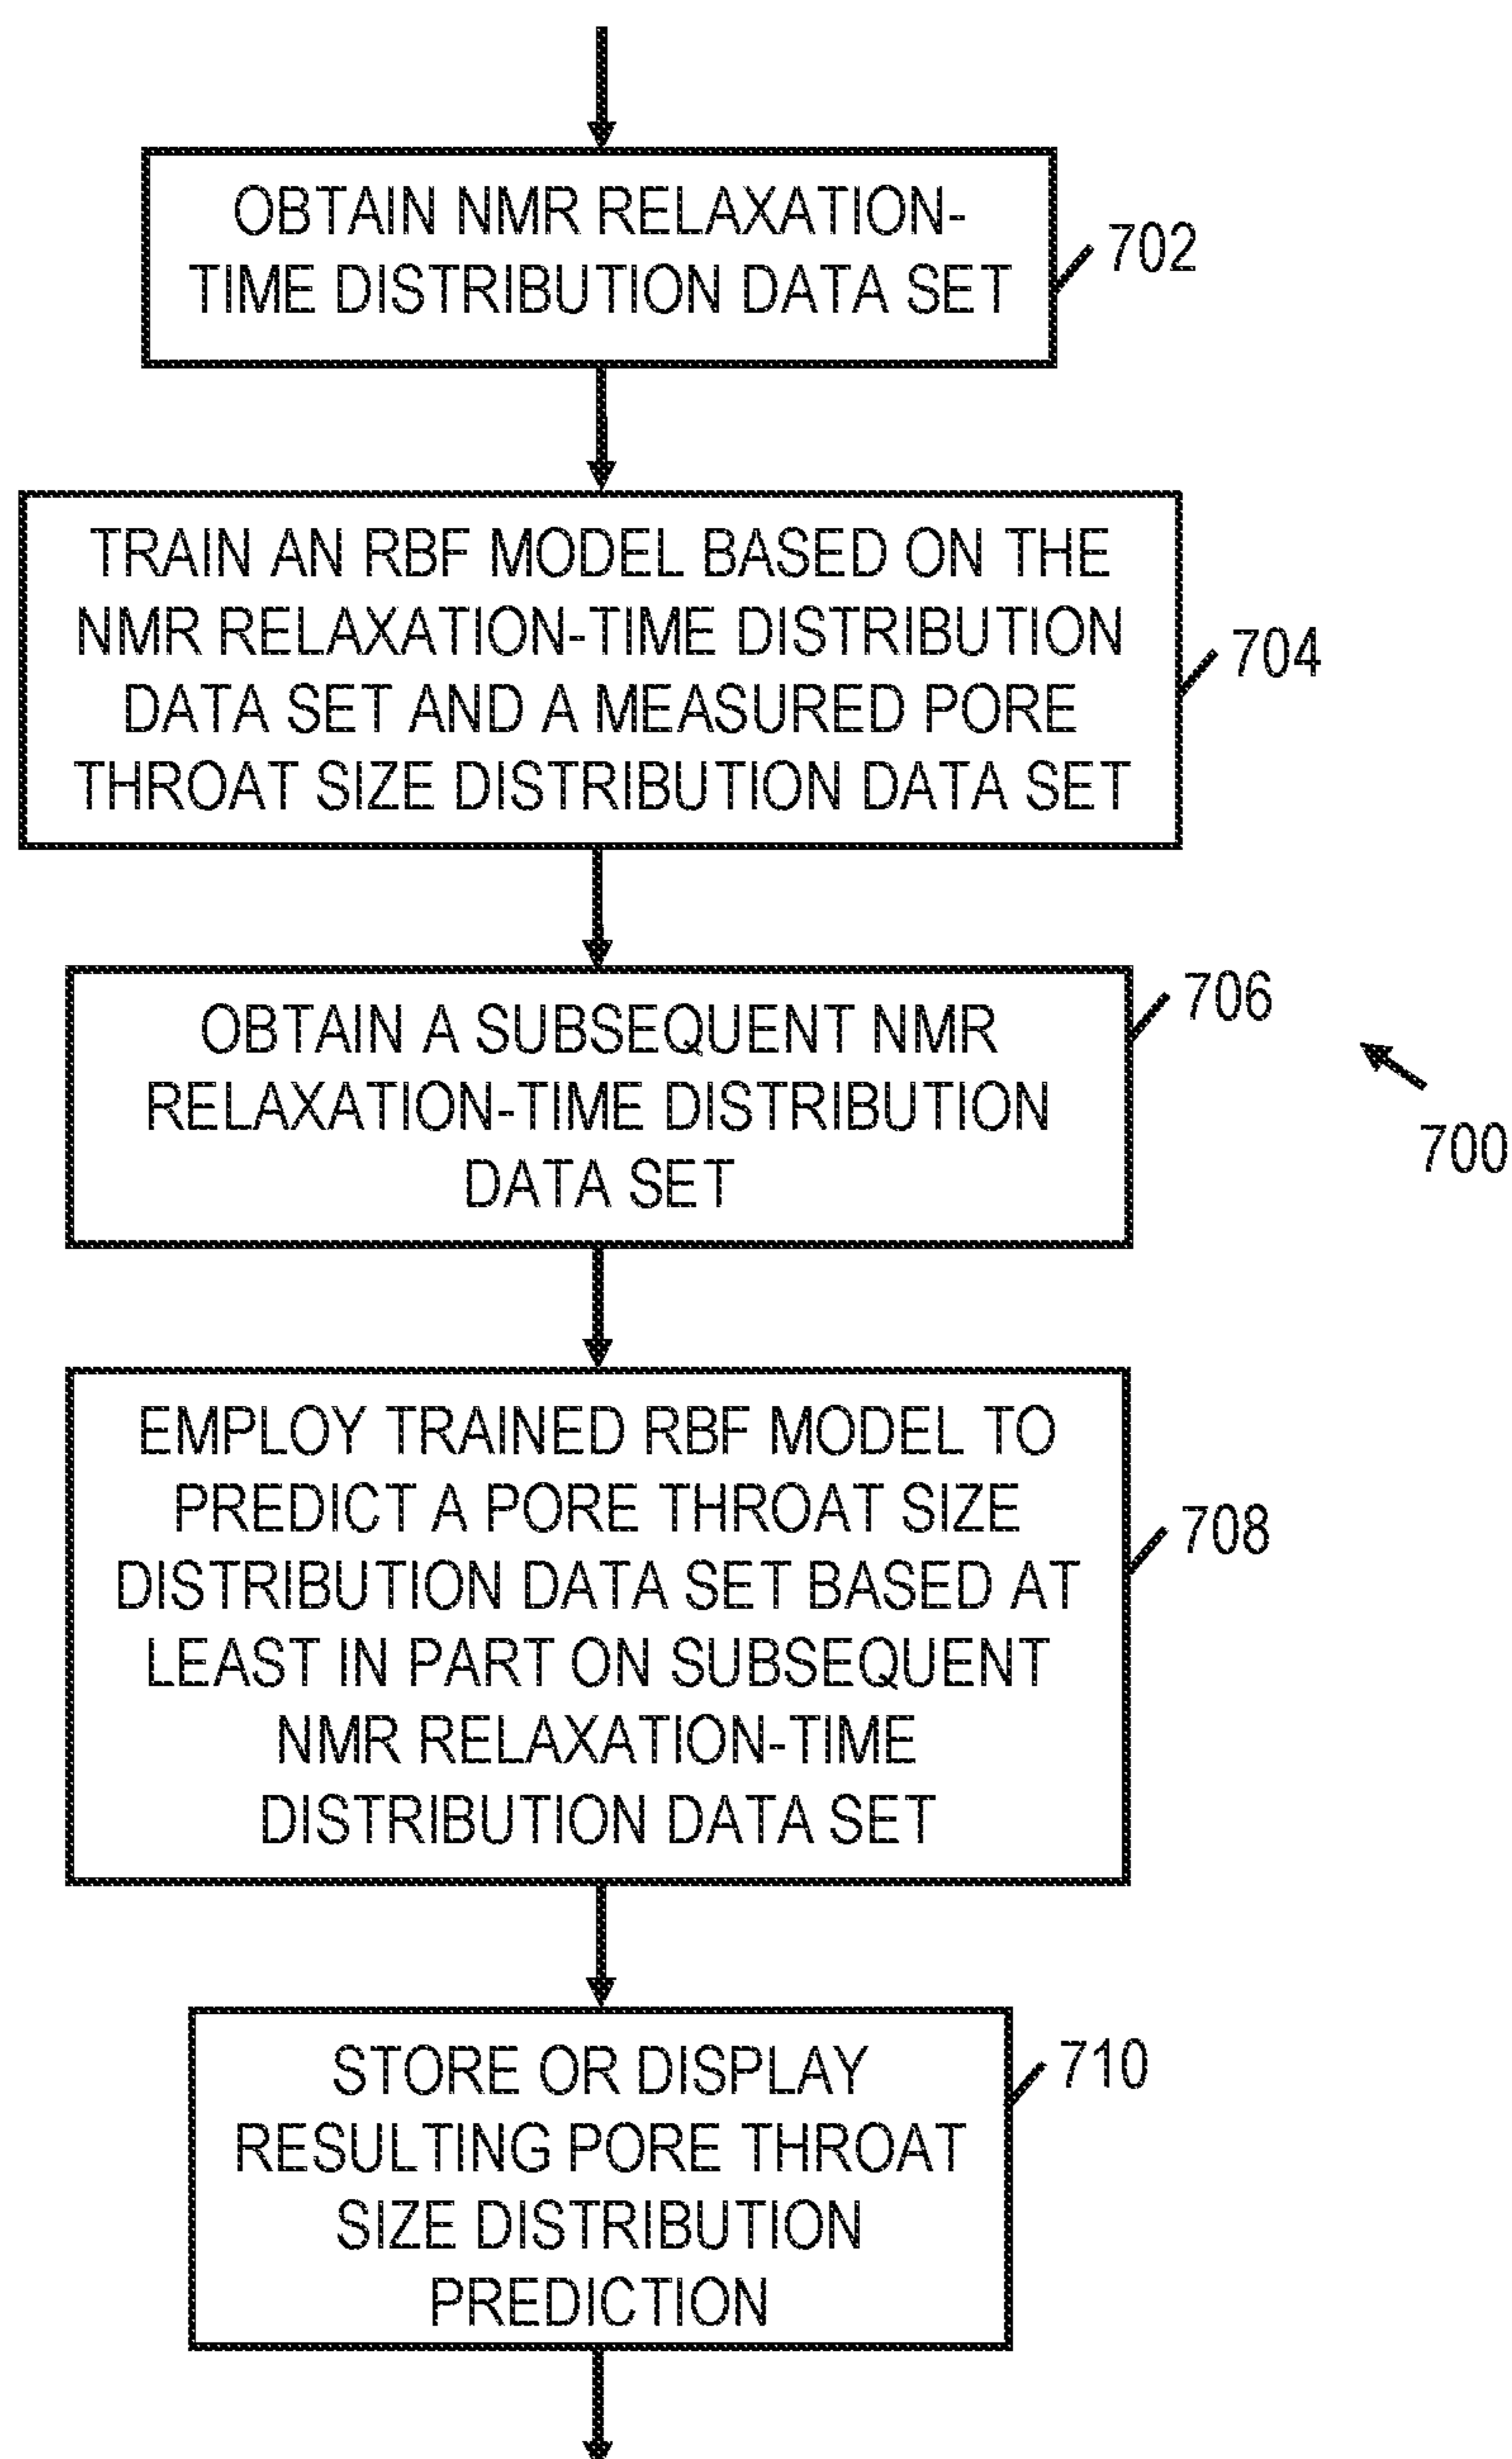 OBTAIN NMR RELAXATION-
TIME DISTRIBUTION DATA SET
702
TRAIN AN RBF MODEL BASED ON THE
NMR RELAXATION-TIME DISTRIBUTION
DATA SET AND A MEASURED PORE
THROAT SIZE DISTRIBUTION DATA SET
704
OBTAIN A SUBSEQUENT NMR
RELAXATION-TIME DISTRIBUTION
DATA SET
706
700
EMPLOY TRAINED RBF MODEL TO
PREDICT A PORE THROAT SIZE
DISTRIBUTION DATA SET BASED AT
LEAST IN PART ON SUBSEQUENT
NMR RELAXATION-TIME
DISTRIBUTION DATA SET
708
STORE OR DISPLAY
RESULTING PORE THROAT
SIZE DISTRIBUTION
PREDICTION
710